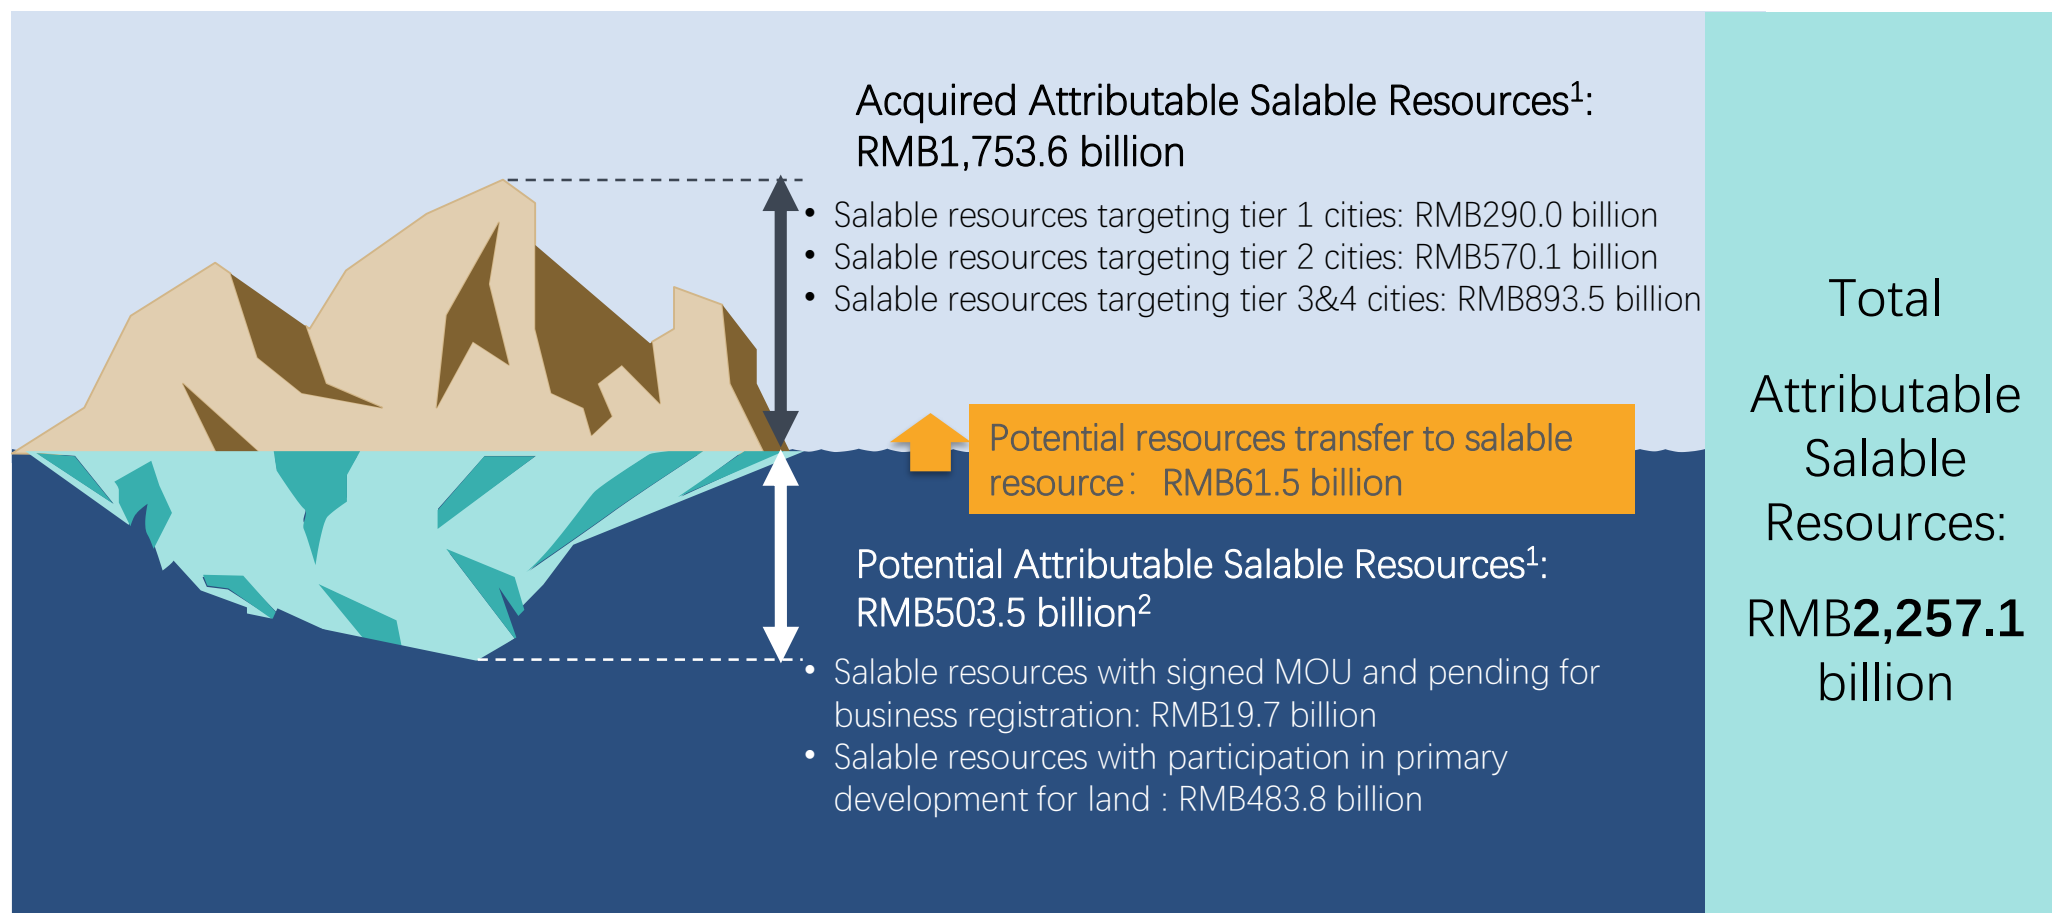 Acquired Attributable Salable Resources¹:
RMB1,753.6 billion
• Salable resources targeting tier 1 cities: RMB290.0 billion
• Salable resources targeting tier 2 cities: RMB570.1 billion
• Salable resources targeting tier 3&4 cities: RMB893.5 billion
Potential resources transfer to salable
resource： RMB61.5 billion
Potential Attributable Salable Resources¹:
RMB503.5 billion²
• Salable resources with signed MOU and pending for
business registration: RMB19.7 billion
• Salable resources with participation in primary
development for land : RMB483.8 billion
Total
Attributable
Salable
Resources:
RMB2,257.1
billion